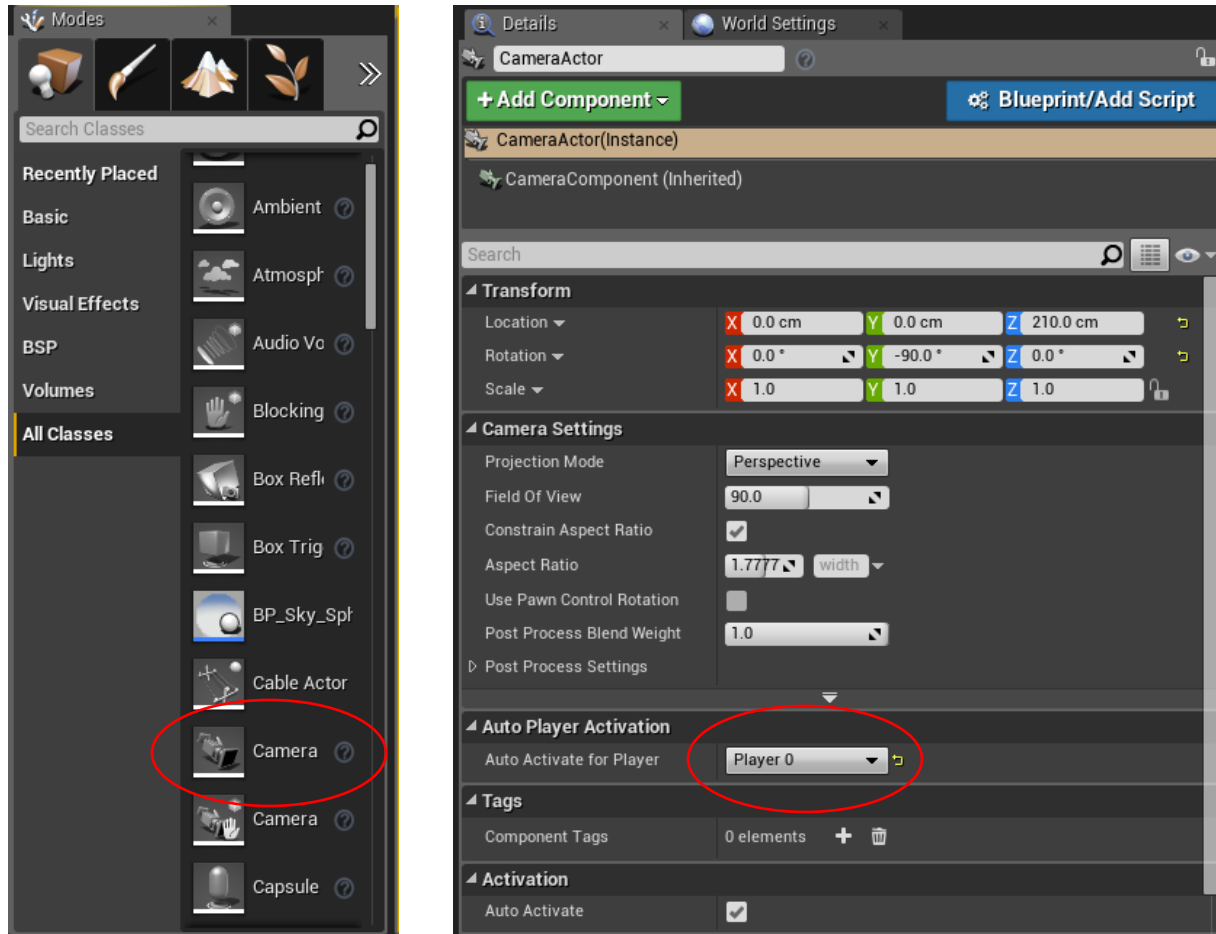 Modes
Search Classes
Recently Placed
Basic
Lights
Visual Effects
BSP
Volumes
All Classes
Ambient
Atmosph
Audio Vo
Blocking
Box Refl
Box Trig
BP_Sky_Sph
Cable Actor
Camera
Camera
Capsule
Details
World Settings
CameraActor
+ Add Component
Blueprint/Add Script
CameraActor(Instance)
CameraComponent (Inherited)
Search
Transform
Location X 0.0 cm Y 0.0 cm Z 210.0 cm
Rotation X 0.0 ° Y -90.0 ° Z 0.0 °
Scale X 1.0 Y 1.0 Z 1.0
Camera Settings
Projection Mode Perspective
Field Of View 90.0
Constrain Aspect Ratio
Aspect Ratio 1.7777 width
Use Pawn Control Rotation
Post Process Blend Weight 1.0
Post Process Settings
Auto Player Activation
Auto Activate for Player Player 0
Tags
Component Tags 0 elements
Activation
Auto Activate